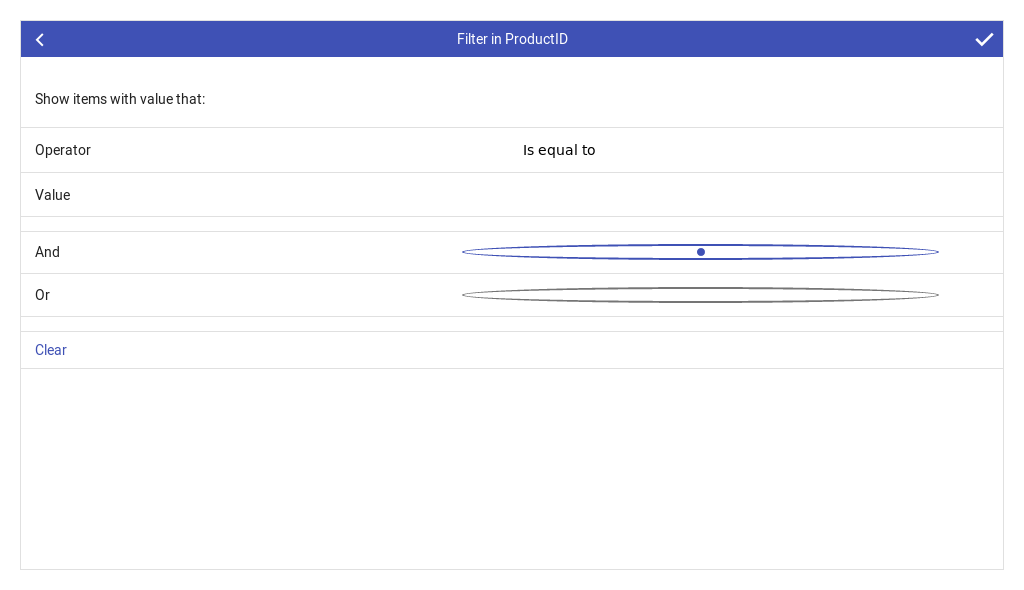 Filter in ProductID
Show items with value that:
Operator Is equal to
Value
And
Or
Clear